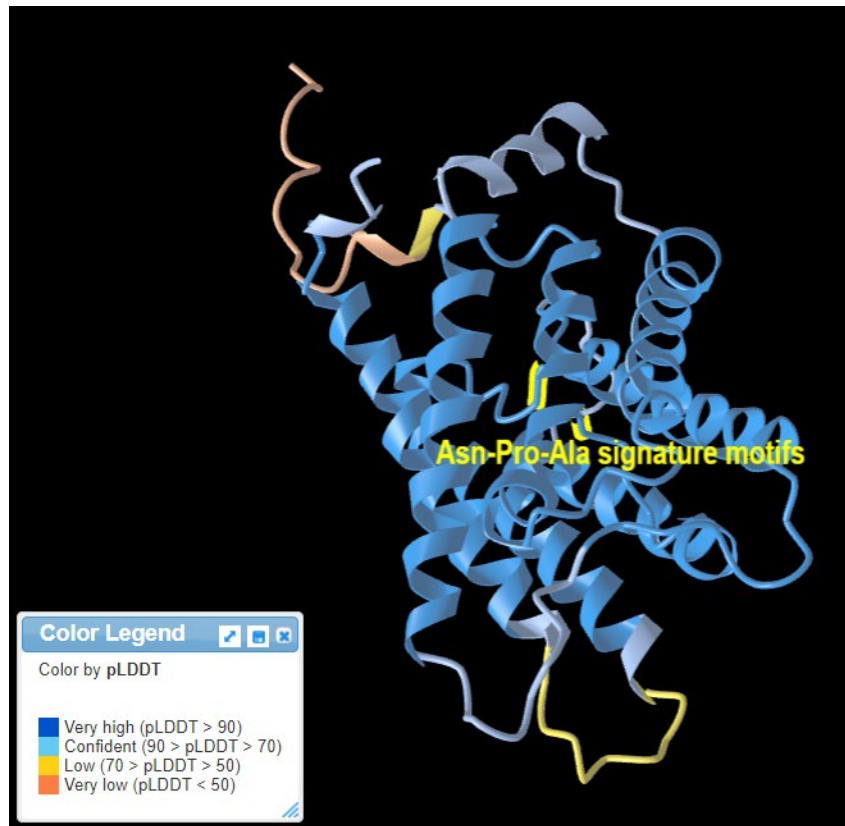 Asn-Pro-Ala signature motifs
Color Legend
Color by pLDDT
Very high (pLDDT > 90)
Confident (90 > pLDDT > 70)
Low (70 > pLDDT > 50)
Very low (pLDDT < 50)